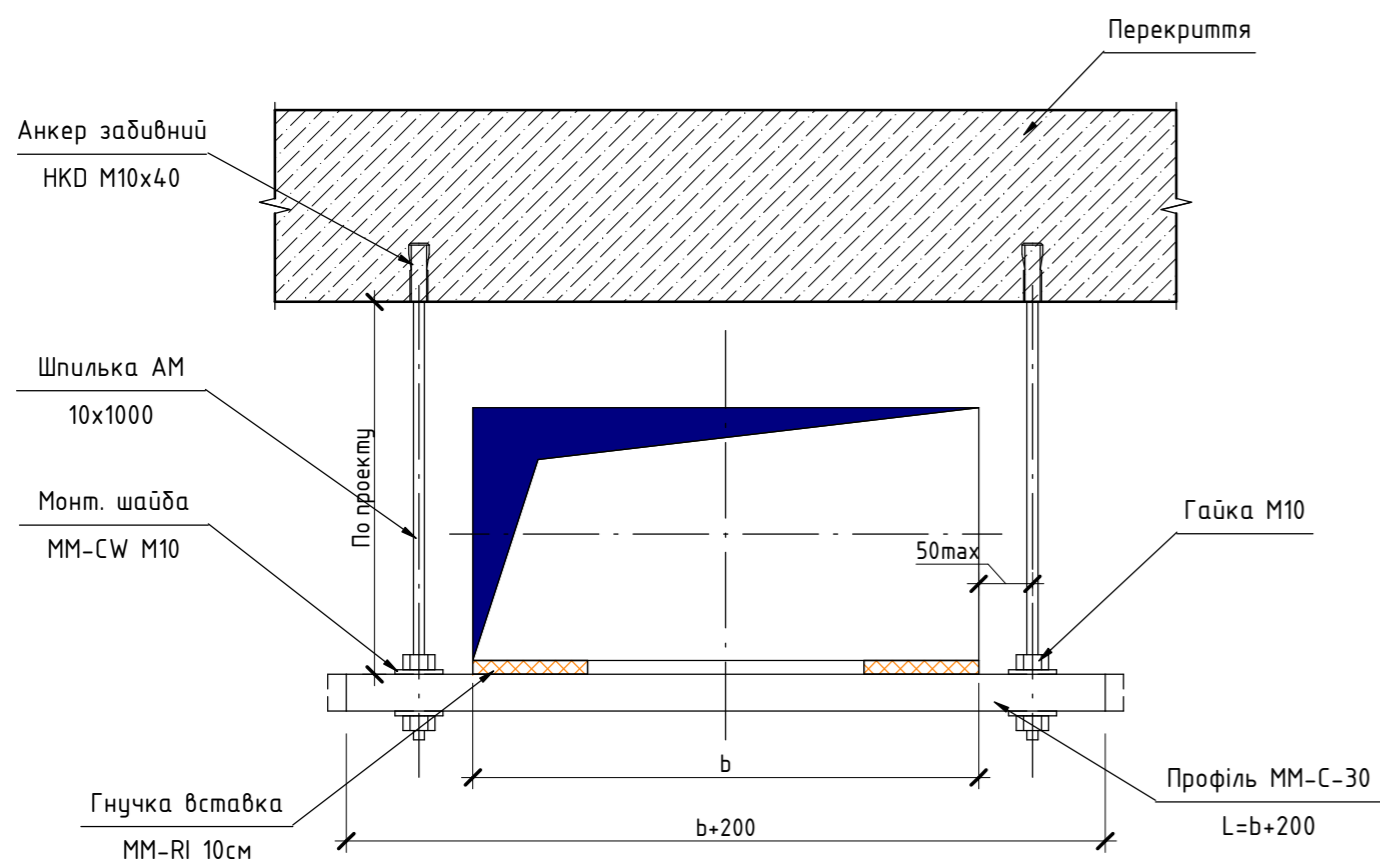 Перекриття
Анкер забивний
HKD M10x40
Шпилька АМ
10x1000
По проекту
Монт. шайба
MM-CW M10
50max
Гайка М10
b
Гнучка вставка
MM-RI 10см
b+200
Профіль MM-C-30
L=b+200